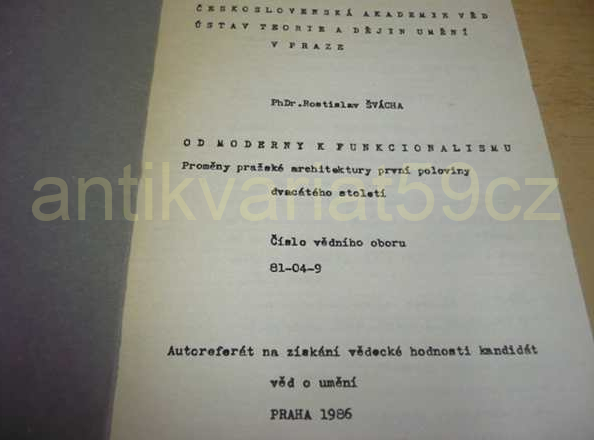 ČESKOSLOVENSKÁ AKADEMIE VĚD
ÚSTAV TEORIE A DĚJIN UMĚNÍ
V PRAZE
PhDr.Rostislav ŠVÁCHA
OD MODERNY K FUNKCIONALISMU
Proměny pražské architektury první poloviny
dvacátého století
antikvariat59cz
Číslo vědního oboru
81-04-9
Autoreferát na získání vědecké hodnosti kandidát
věd o umění
PRAHA 1986